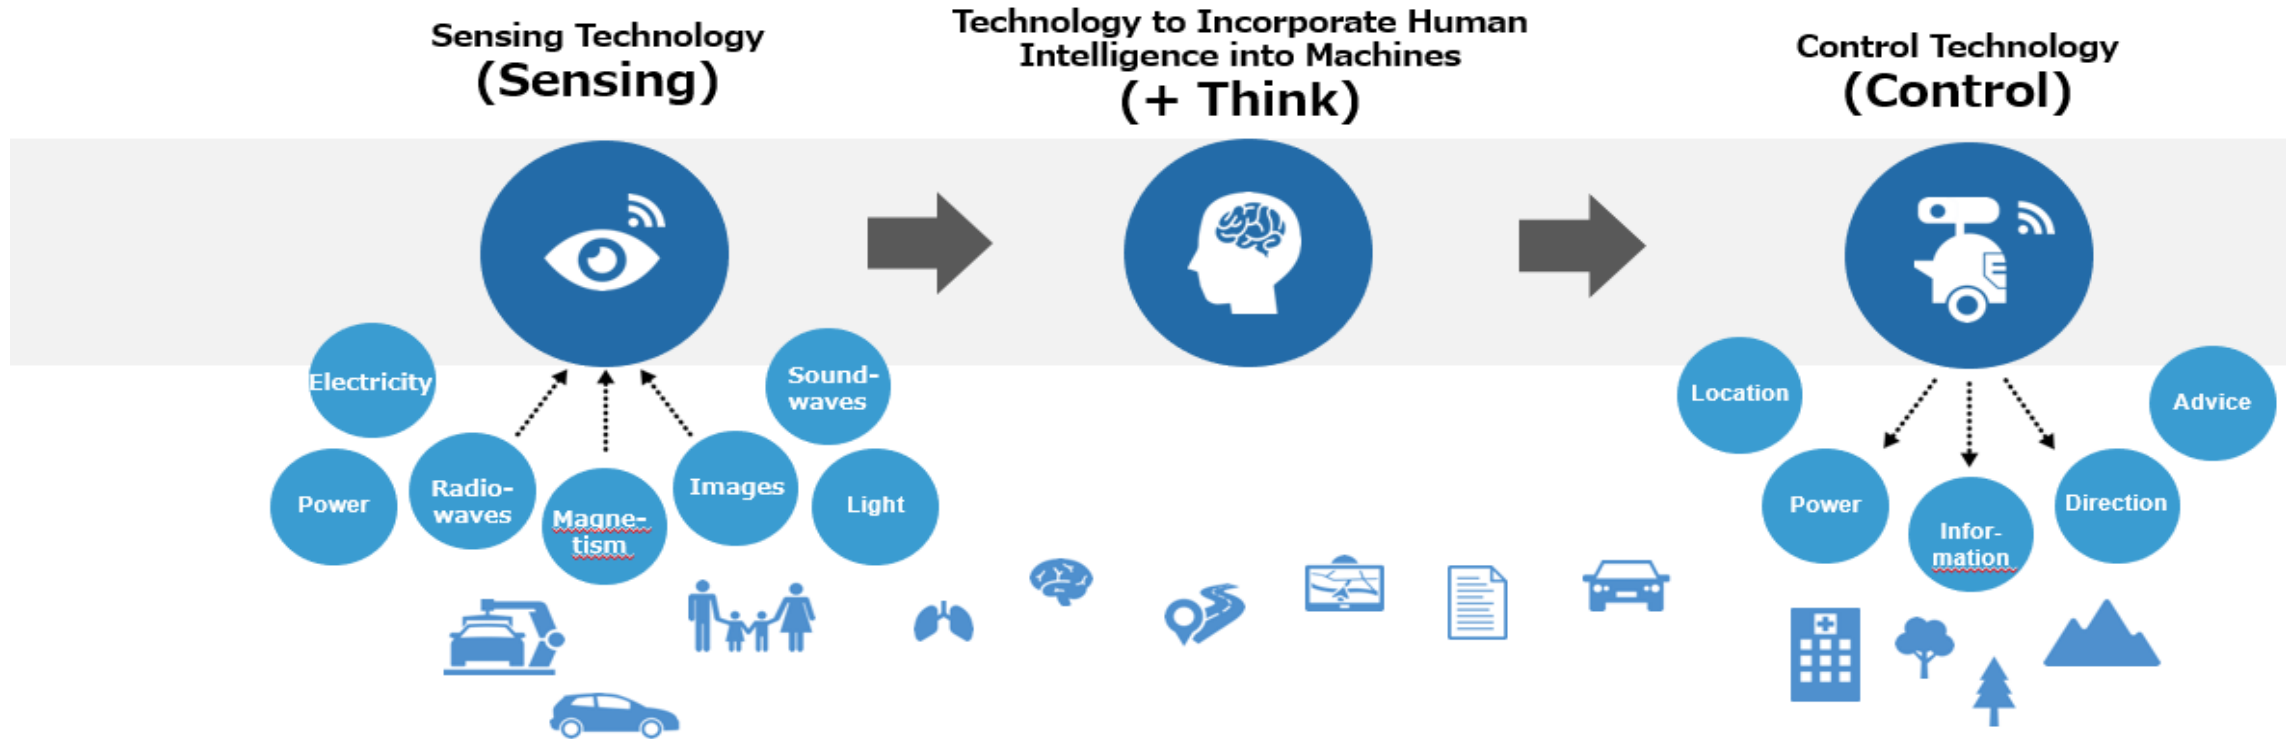 Sensing Technology
(Sensing)
Technology to Incorporate Human
Intelligence into Machines
(+ Think)
Control Technology
(Control)
Electricity
Power
Radio-
waves
Magne-
tism
Images
Sound-
waves
Light
Location
Power
Infor-
mation
Direction
Advice